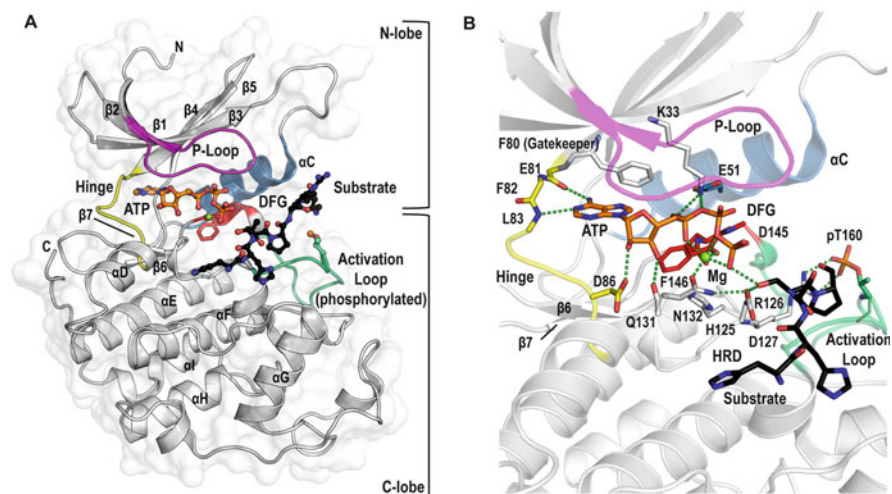 A
N-lobe
N
β5
β4
β2
β3
β1
P-Loop
αC
Hinge
Substrate
DFG
ATP
β7
C
β6
αD
Activation
Loop
(phosphorylated)
αE
αF
αI
αG
αH
C-lobe
B
K33
P-Loop
F80 (Gatekeeper)
αC
E81
E51
F82
L83
DFG
ATP
D145
pT160
Hinge
Mg
D86
F146
β6
R126
Q131
N132
β7
H125
D127
Activation
Loop
HRD
Substrate